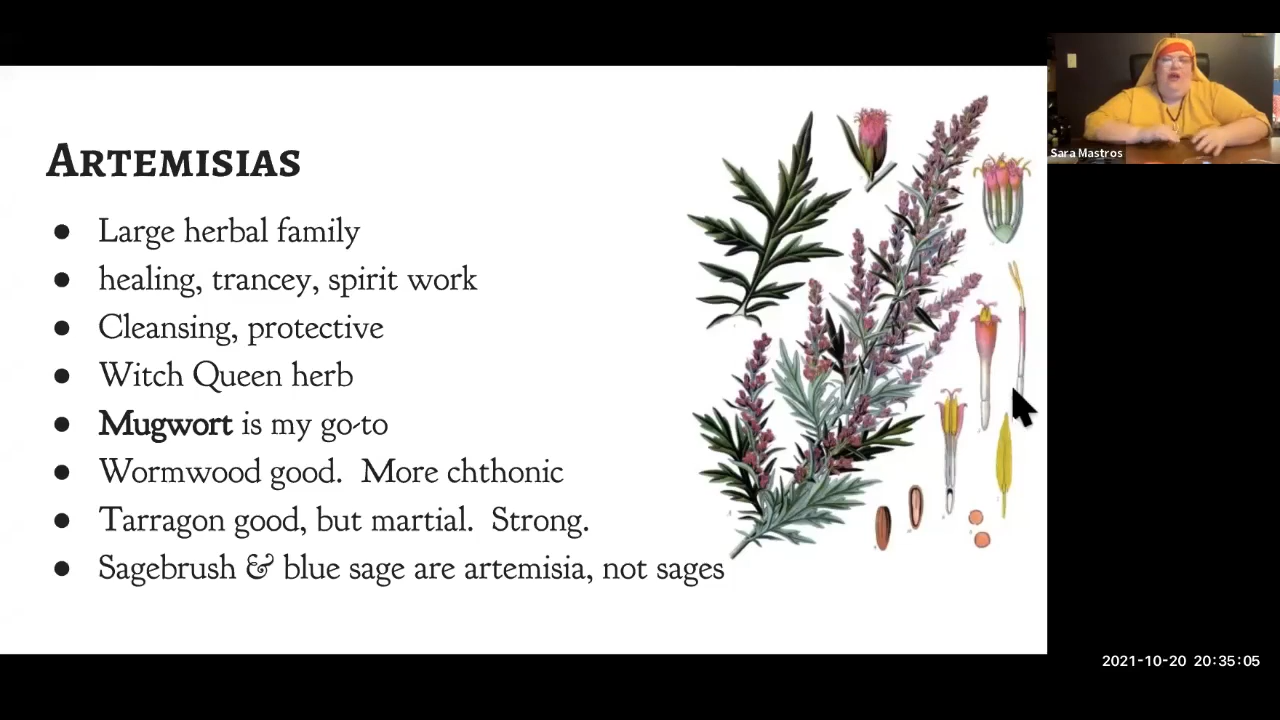 ARTEMISIAS
● Large herbal family
● healing, trancey, spirit work
● Cleansing, protective
● Witch Queen herb
● Mugwort is my go-to
● Wormwood good. More chthonic
● Tarragon good, but martial. Strong.
● Sagebrush & blue sage are artemisia, not sages
Sara Mastros
2021-10-20 20:35:05